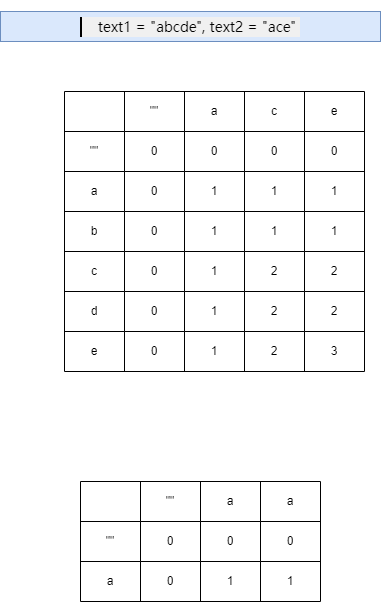 text1 = "abcde", text2 = "ace"
"" a c e
"" 0 0 0 0
a 0 1 1 1
b 0 1 1 1
c 0 1 2 2
d 0 1 2 2
e 0 1 2 3
"" a a
"" 0 0 0
a 0 1 1